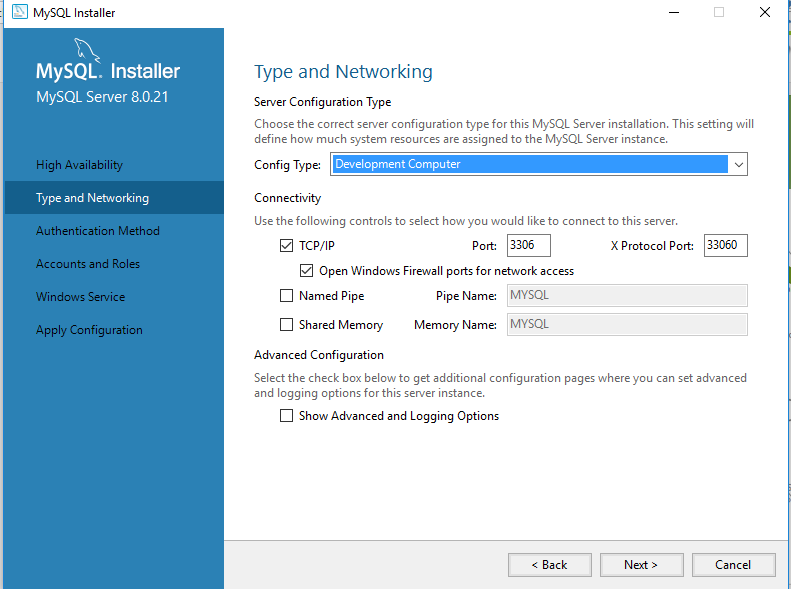 MySQL Installer
MySQL. Installer
MySQL Server 8.0.21
High Availability
Type and Networking
Authentication Method
Accounts and Roles
Windows Service
Apply Configuration
Type and Networking
Server Configuration Type
Choose the correct server configuration type for this MySQL Server installation. This setting will
define how much system resources are assigned to the MySQL Server instance.
Config Type: Development Computer
Connectivity
Use the following controls to select how you would like to connect to this server.
TCP/IP Port: 3306 X Protocol Port: 33060
Open Windows Firewall ports for network access
Named Pipe Pipe Name: MYSQL
Shared Memory Memory Name: MYSQL
Advanced Configuration
Select the check box below to get additional configuration pages where you can set advanced
and logging options for this server instance.
Show Advanced and Logging Options
< Back Next > Cancel